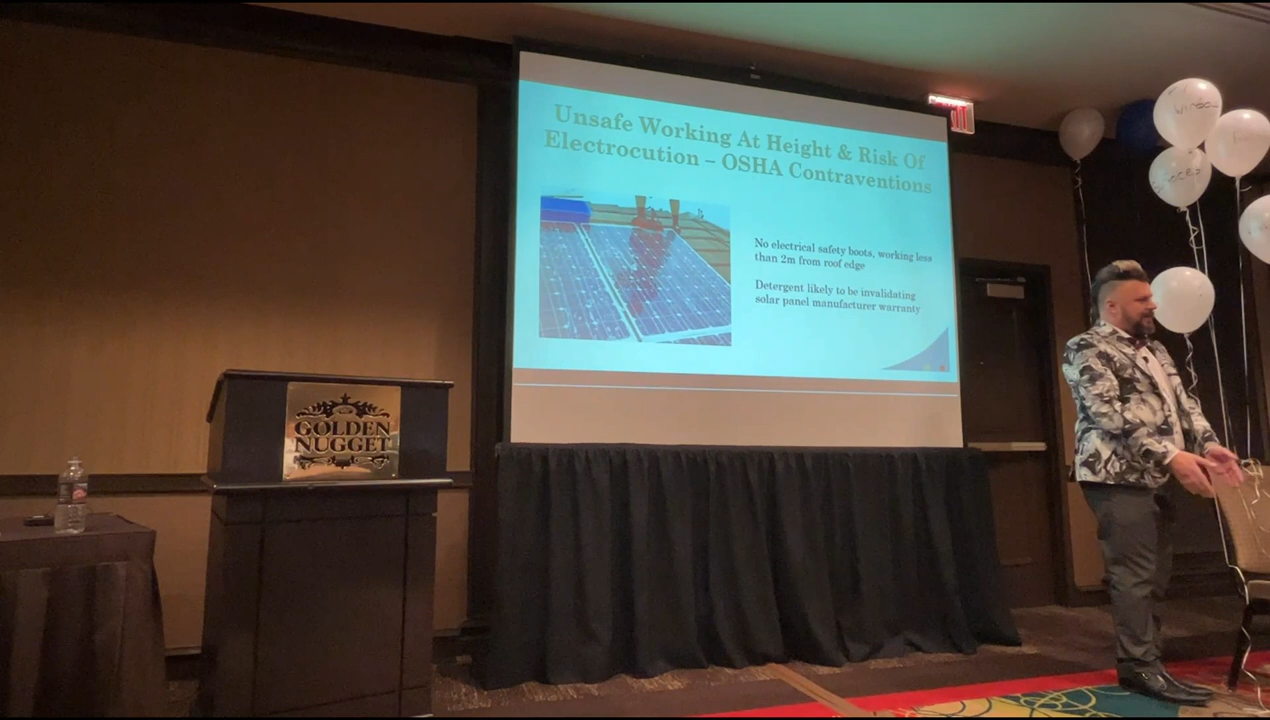 Unsafe Working At Height & Risk Of
Electrocution – OSHA Contraventions
No electrical safety boots, working less
than 2m from roof edge
Detergent likely to be invalidating
solar panel manufacturer warranty
GOLDEN
NUGGET